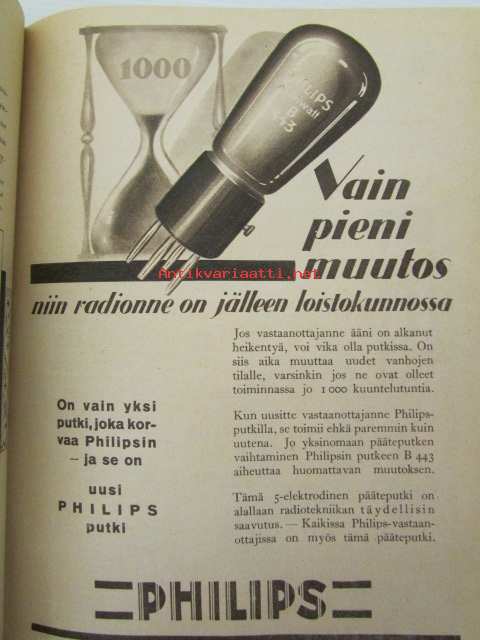 1000
PHILIPS
B
443
Vain
pieni
muutos
Antikvariaatti.net
niin radionne on jälleen loistokunnossa
Jos vastaanottajanne ääni on alkanut
heikentyä, voi vika olla putkissa. On
siis aika muuttaa uudet vanhojen
tilalle, varsinkin jos ne ovat olleet
toiminnassa jo 1 000 kuuntelutuntia.
On vain yksi
putki, joka kor-
vaa Philipsin
– ja se on
uusi
PHILIPS
putki
Kun uusitte vastaanottajanne Philips-
putkilla, se toimii ehkä paremmin kuin
uutena. Jo yksinomaan pääteputken
vaihtaminen Philipsin putkeen B 443
aiheuttaa huomattavan muutoksen.
Tämä 5-elektrodinen pääteputki on
alallaan radiotekniikan täydellisin
saavutus. — Kaikissa Philips-vastaan-
ottajissa on myös tämä pääteputki.
PHILIPS